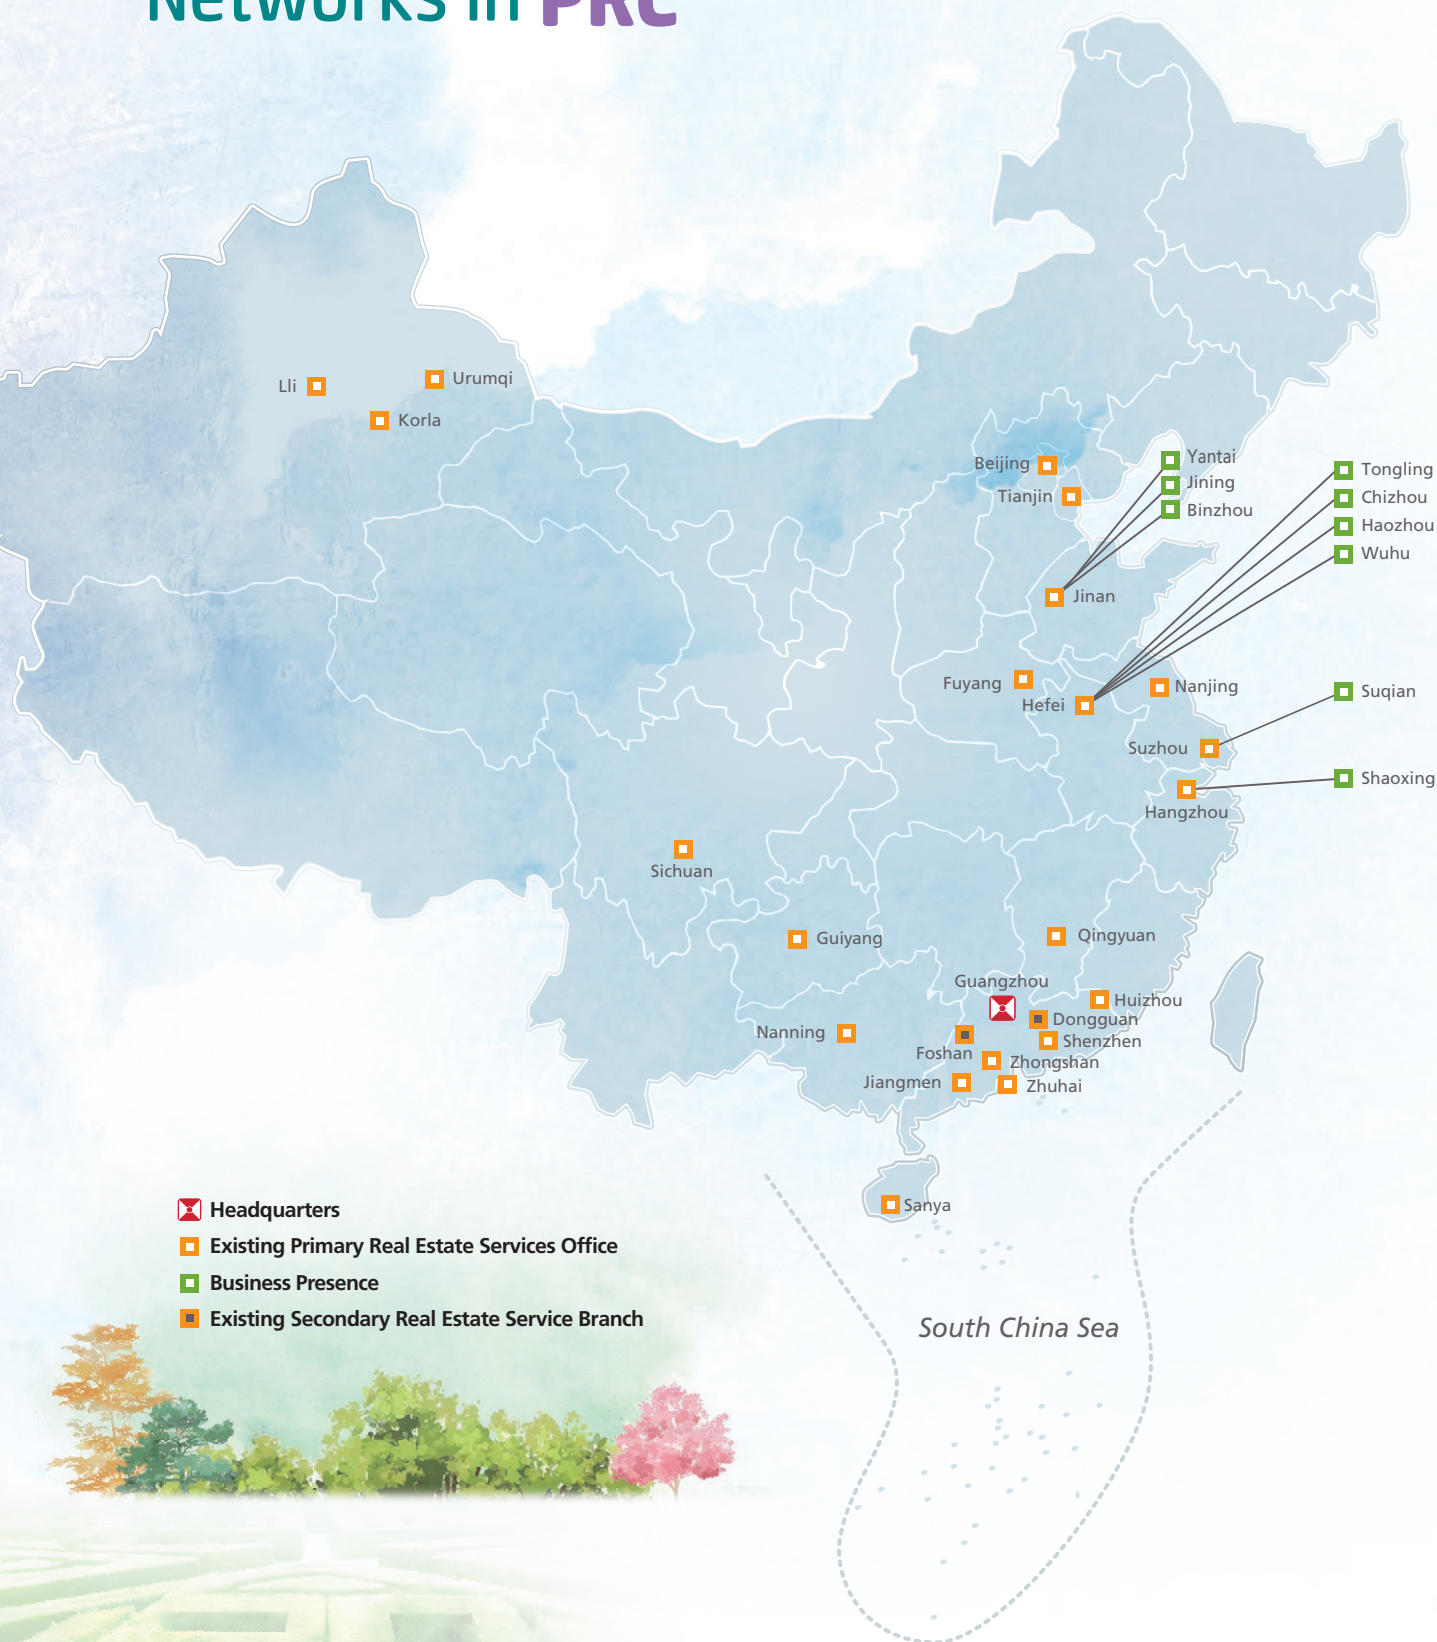 Networks in PRC
Lli
Urumqi
Korla
Beijing
Tianjin
Yantai
Jining
Binzhou
Tongling
Chizhou
Haozhou
Wuhu
Jinan
Fuyang
Hefei
Nanjing
Suqian
Suzhou
Shaoxing
Hangzhou
Sichuan
Guiyang
Qingyuan
Guangzhou
Huizhou
Dongguan
Nanning
Shenzhen
Foshan
Zhongshan
Jiangmen
Zhuhai
Sanya
Headquarters
Existing Primary Real Estate Services Office
Business Presence
Existing Secondary Real Estate Service Branch
South China Sea